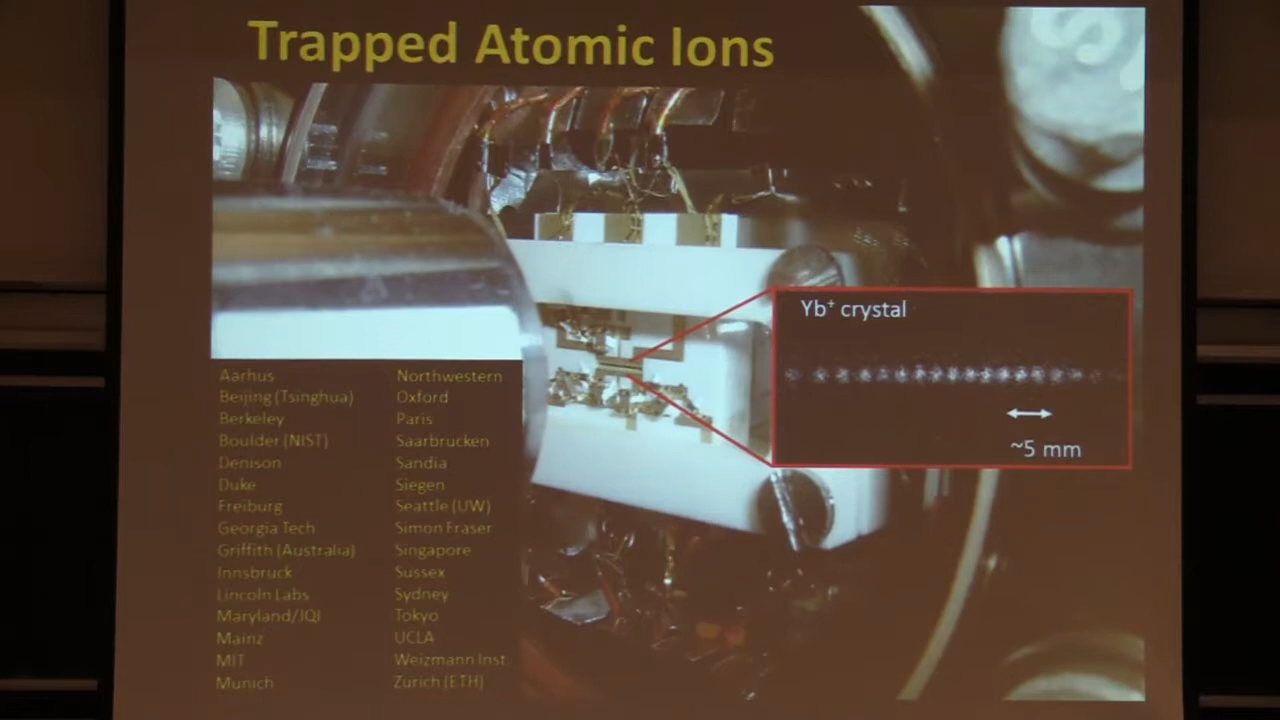 Trapped Atomic Ions
Yb⁺ crystal
~5 mm
Aarhus
Beijing (Tsinghua)
Berkeley
Boulder (NIST)
Denison
Duke
Freiburg
Georgia Tech
Griffith (Australia)
Innsbruck
Lincoln Labs
Maryland/JQI
Mainz
MIT
Munich
Northwestern
Oxford
Paris
Saarbrucken
Sandia
Siegen
Seattle (UW)
Simon Fraser
Singapore
Sussex
Sydney
Tokyo
UCLA
Weizmann Inst.
Zurich (ETH)